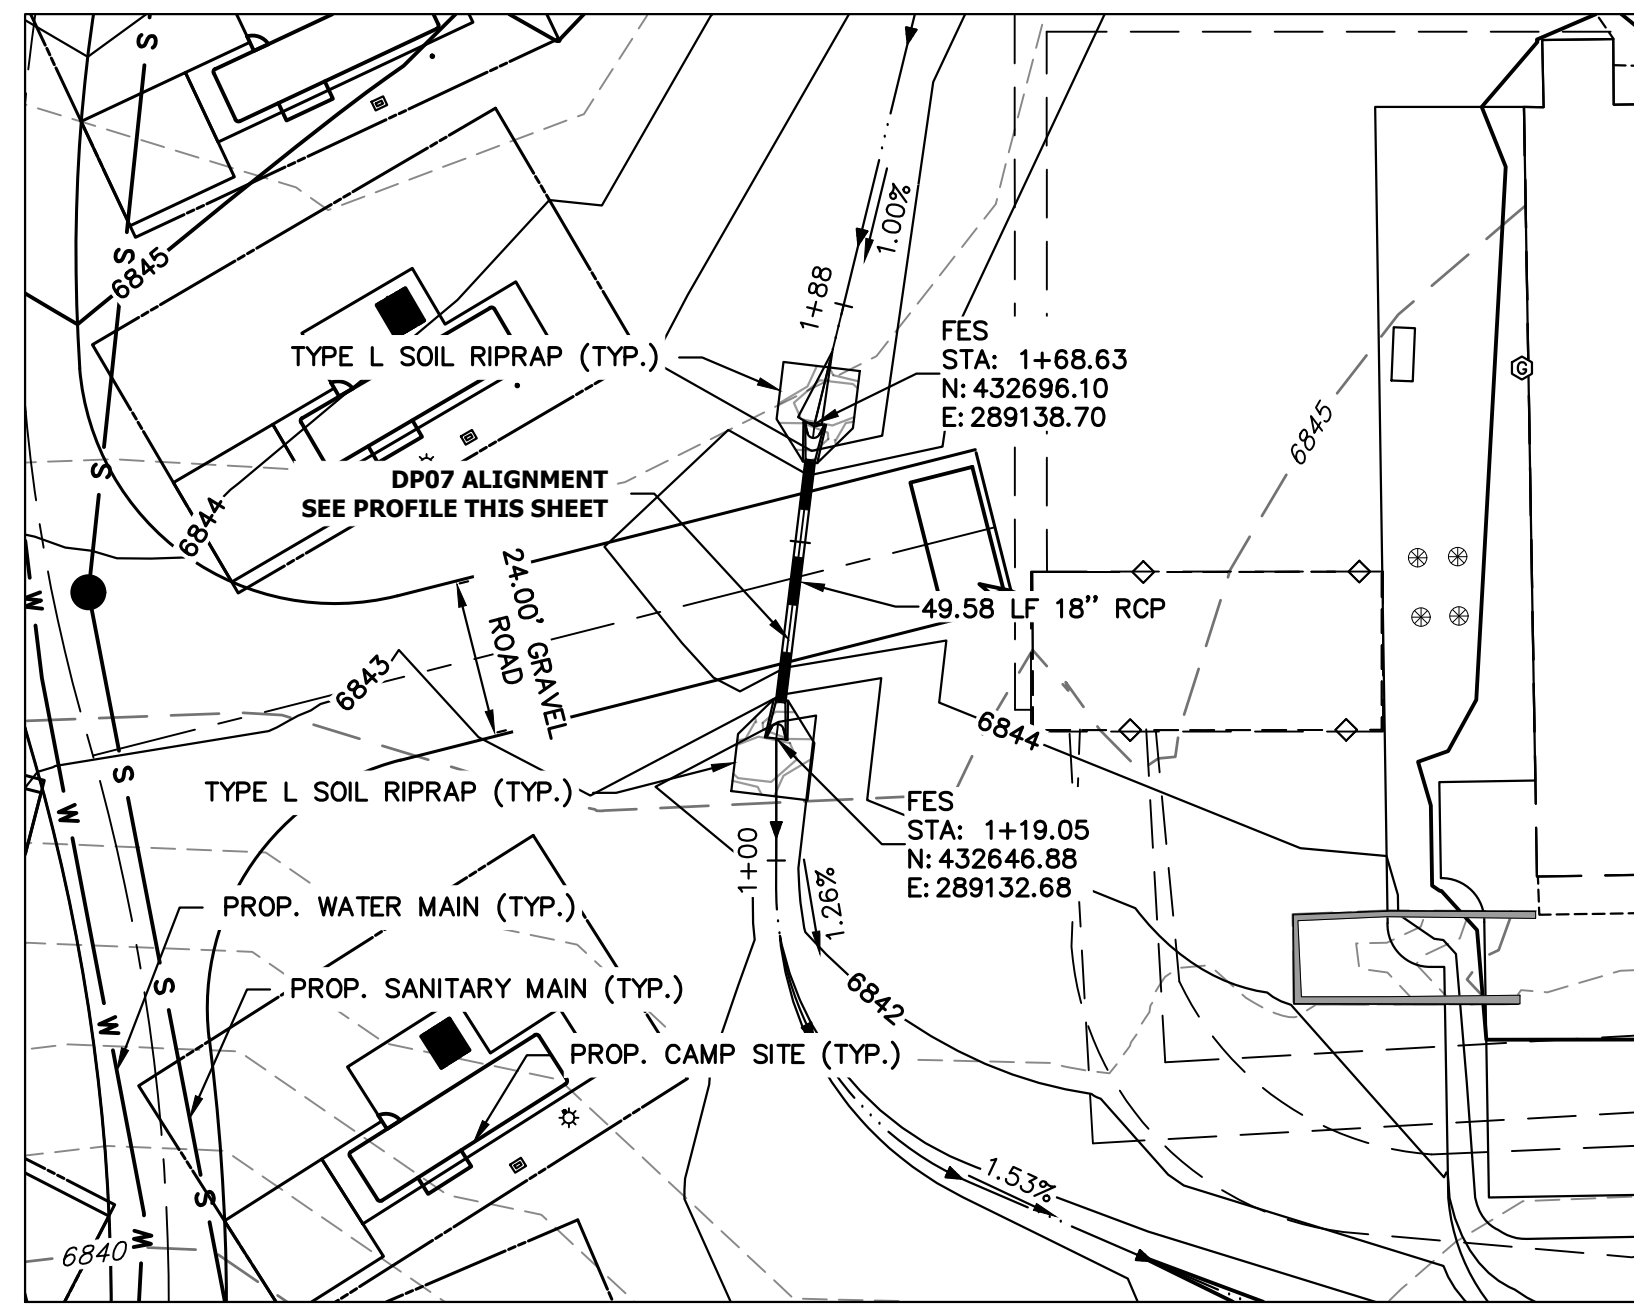 S
S
6845
1.00%
1+88
TYPE L SOIL RIPRAP (TYP.)
FES
STA: 1+68.63
N: 432696.10
E: 289138.70
G
6845
S
DP07 ALIGNMENT
SEE PROFILE THIS SHEET
6844
24.00' GRAVEL
ROAD
49.58 LF 18" RCP
W
6843
6844
S
W
TYPE L SOIL RIPRAP (TYP.)
FES
STA: 1+19.05
N: 432646.88
E: 289132.68
1+00
1.26%
PROP. WATER MAIN (TYP.)
S
PROP. SANITARY MAIN (TYP.)
6842
W
PROP. CAMP SITE (TYP.)
1.53%
S
W
6840